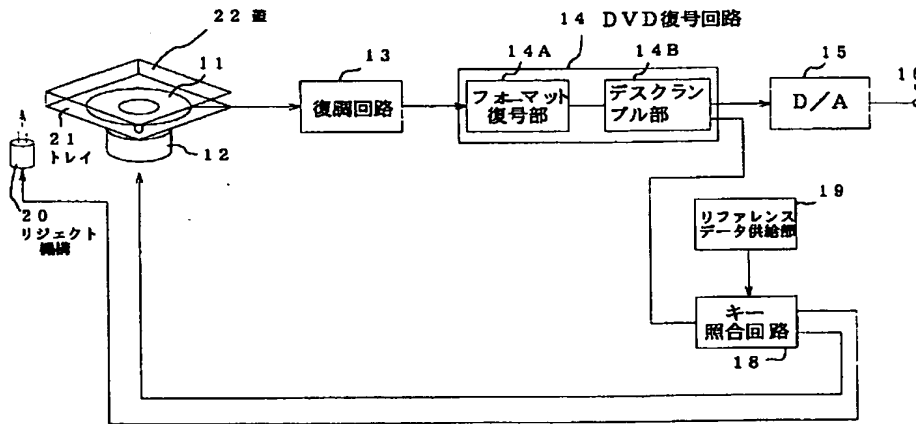 22 蓋
11
21
トレイ
12
20
リジェクト
機構
13
復調回路
14 DVD復号回路
14A
フォーマット
復号部
14B
デスクラン
ブル部
15
D/A
19
リファレンス
データ供給部
キー
照合回路
18